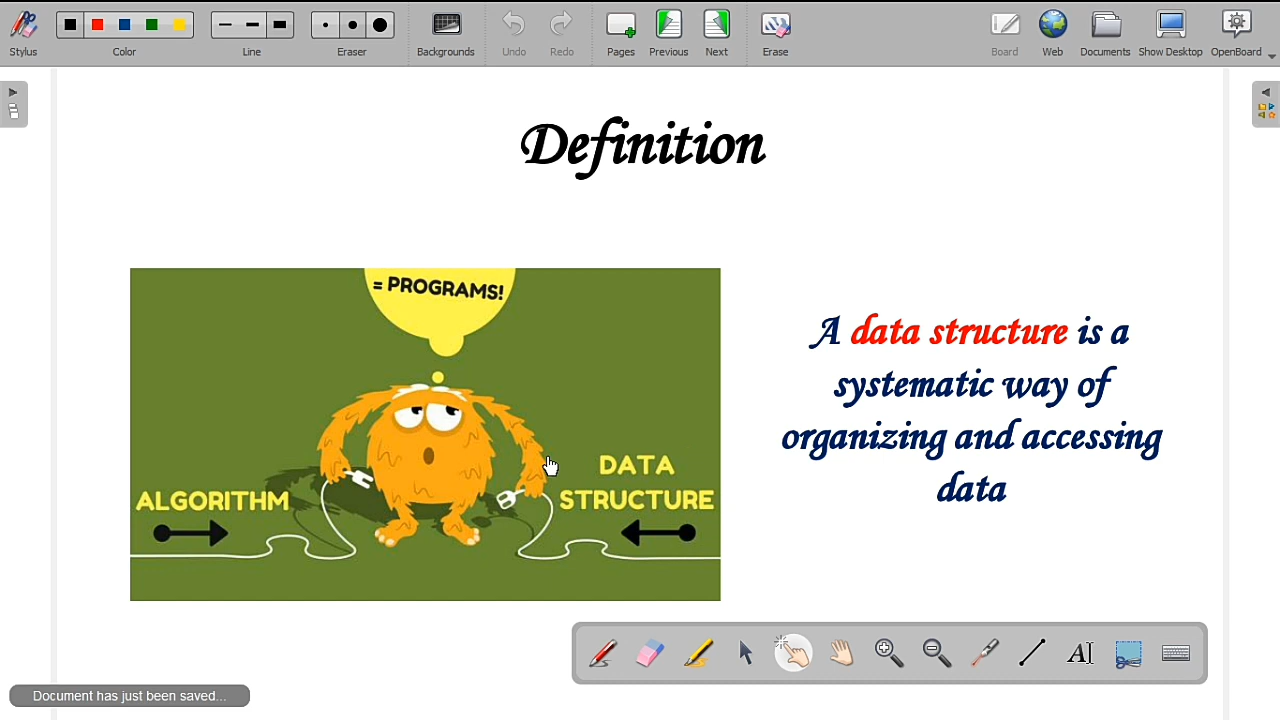 Stylus
Color
Line
Eraser
Backgrounds
Undo
Redo
Pages
Previous
Next
Erase
Board
Web
Documents
Show Desktop
OpenBoard
Definition
= PROGRAMS!
ALGORITHM
DATA
STRUCTURE
A data structure is a
systematic way of
organizing and accessing
data
AI
Document has just been saved...